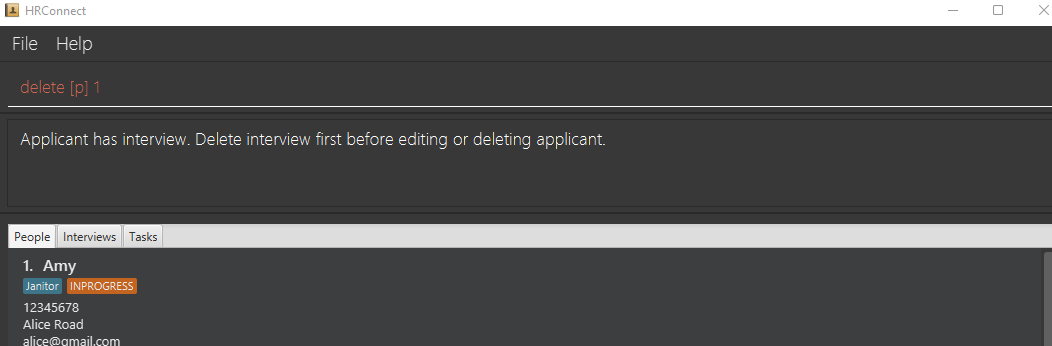 HRConnect
File Help
delete [p] 1
Applicant has interview. Delete interview first before editing or deleting applicant.
People Interviews Tasks
1. Amy
Janitor INPROGRESS
12345678
Alice Road
alice@gmail.com